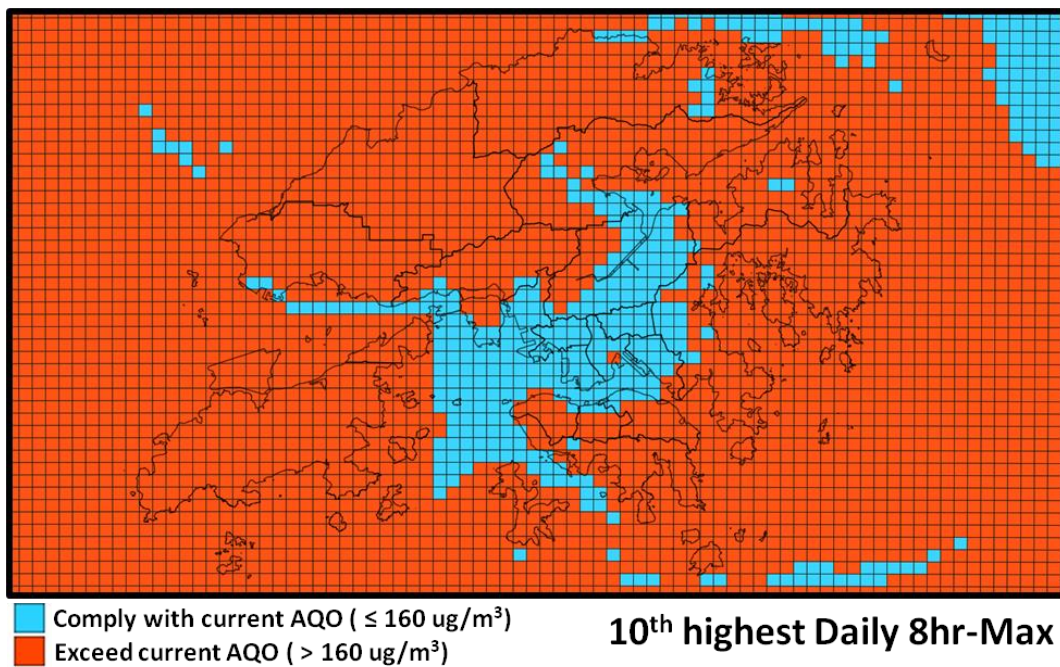 Comply with current AQO ( ≤ 160 ug/m³)
Exceed current AQO ( > 160 ug/m³)
10th highest Daily 8hr-Max